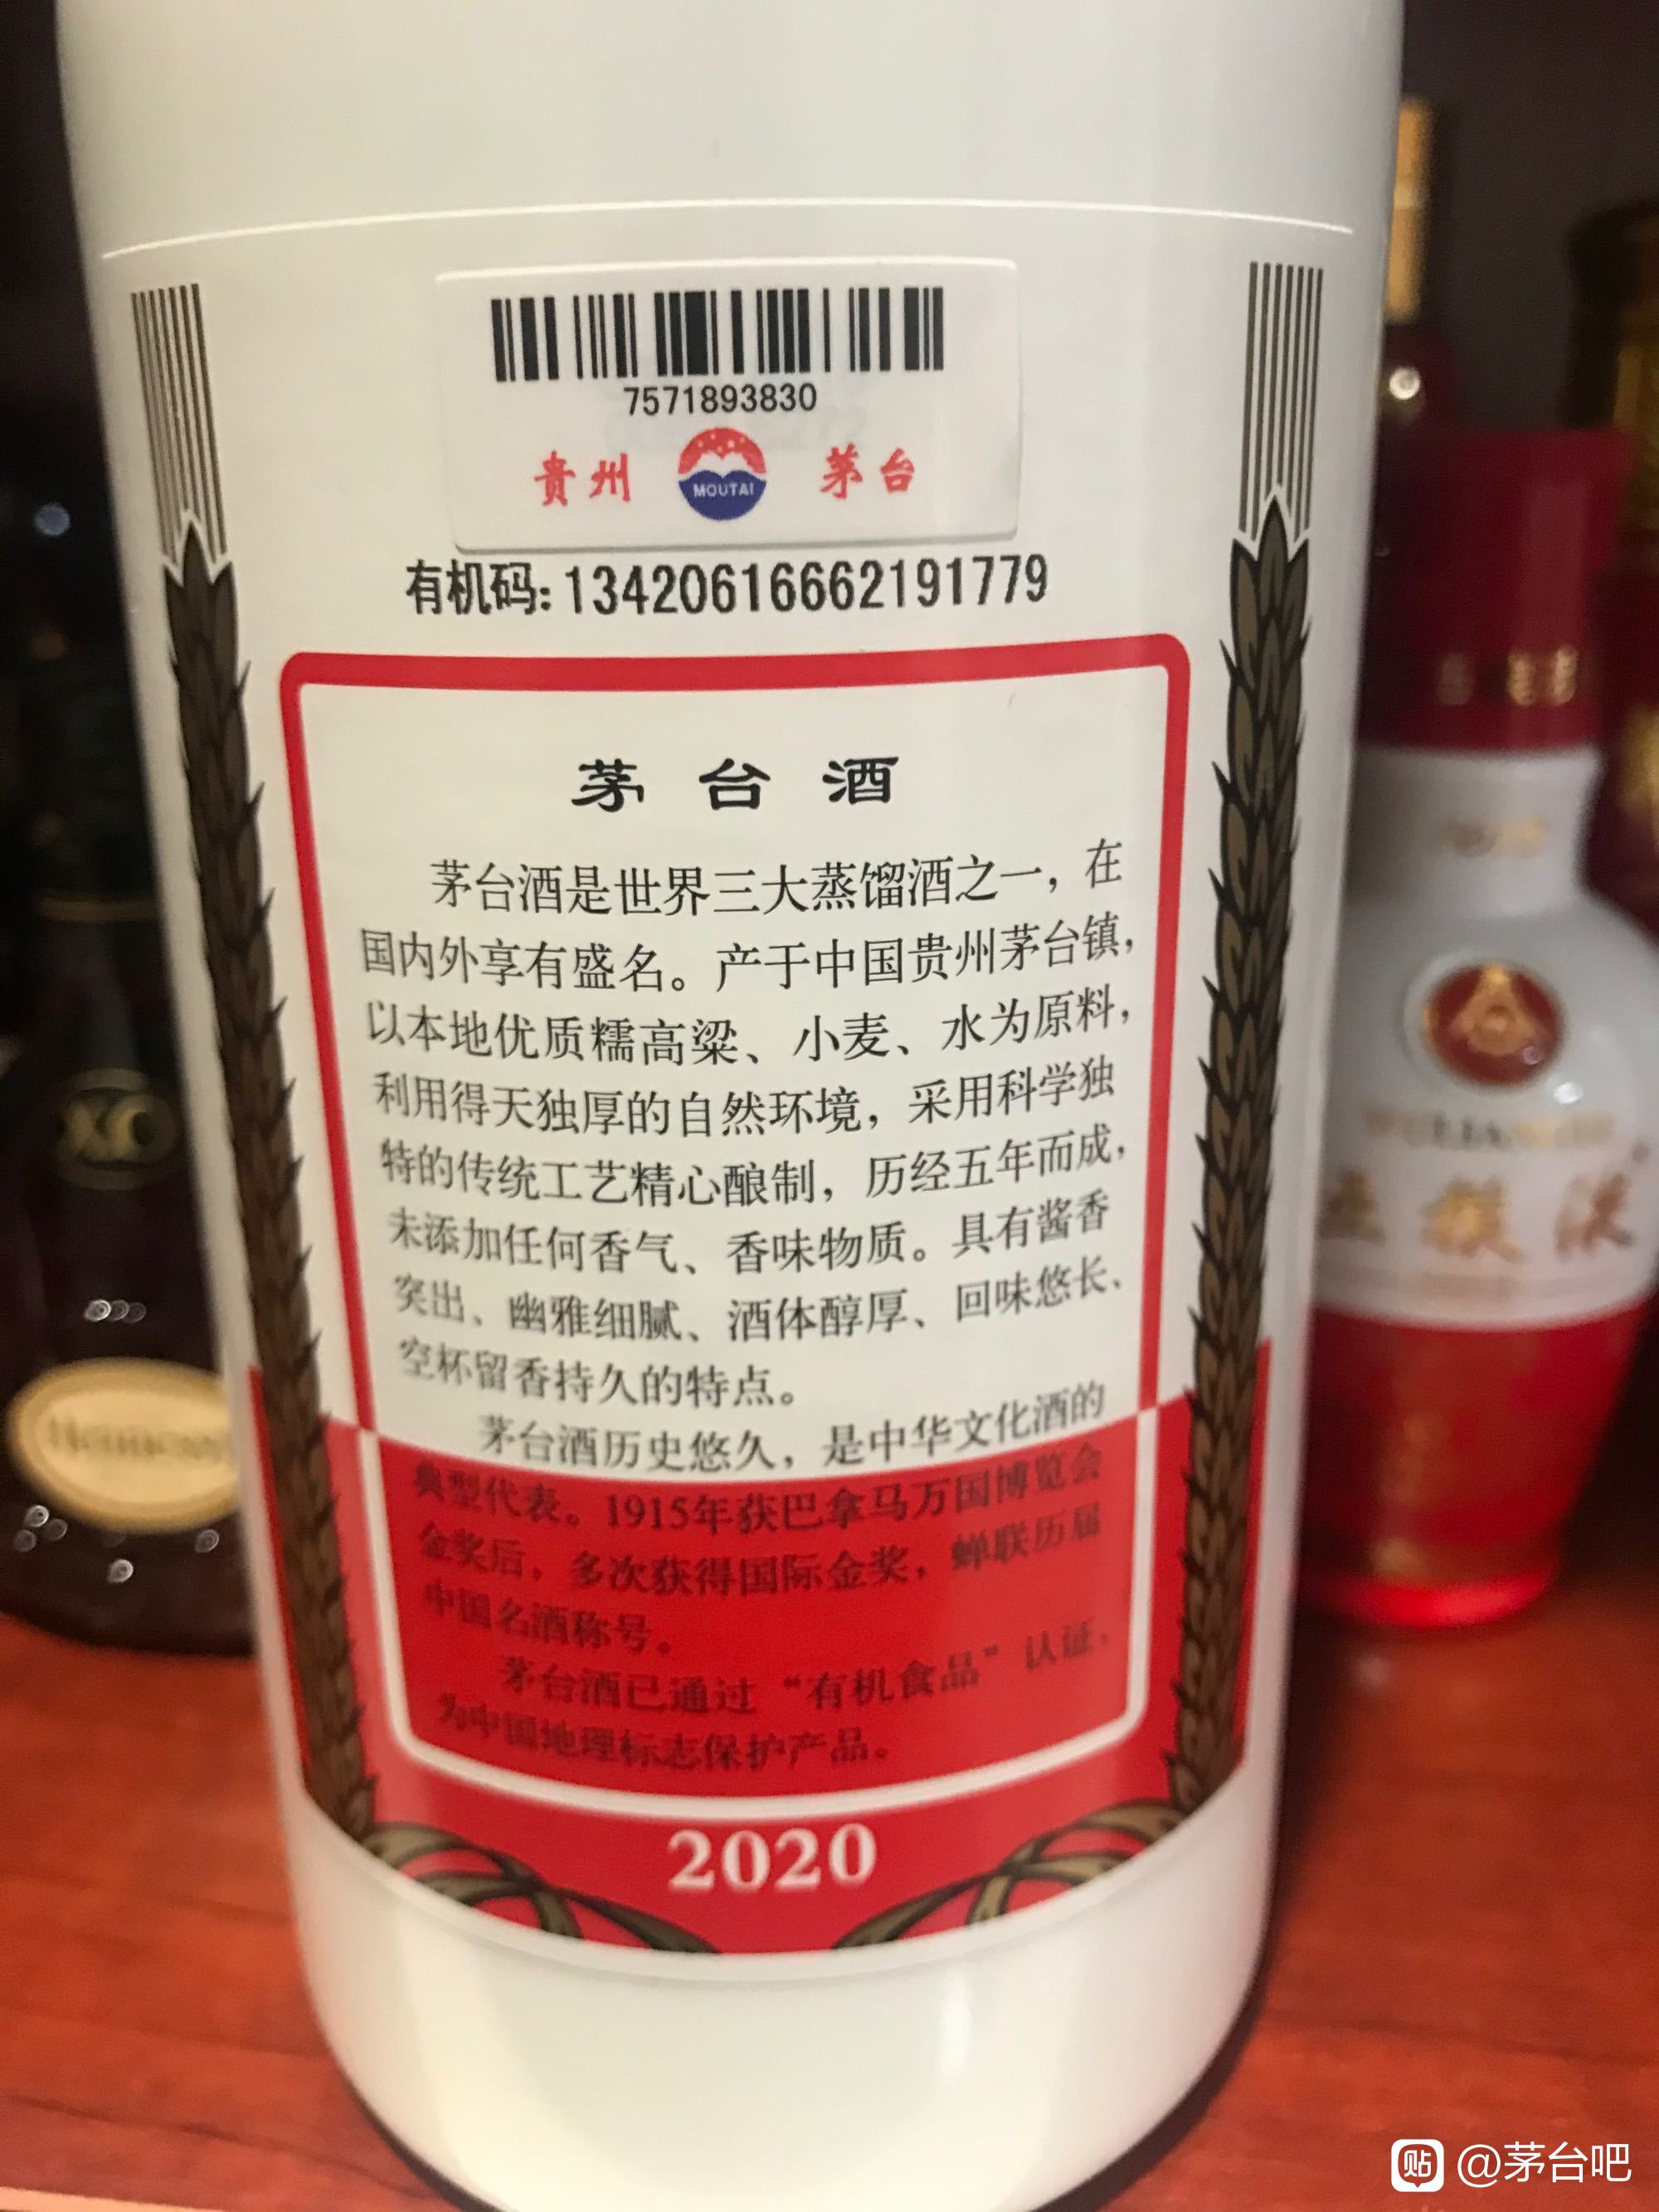 7571893830
贵州 MOUTAI 茅台
有机码:13420616662191779
茅台酒
茅台酒是世界三大蒸馏酒之一，在
国内外享有盛名。产于中国贵州茅台镇，
以本地优质糯高粱、小麦、水为原料，
利用得天独厚的自然环境，采用科学独
特的传统工艺精心酿制，历经五年而成，
未添加任何香气、香味物质。具有酱香
突出、幽雅细腻、酒体醇厚、回味悠长、
空杯留香持久的特点。
茅台酒历史悠久，是中华文化酒的
典型代表。1915年获巴拿马万国博览会
金奖后，多次获得国际金奖，蝉联历届
中国名酒称号。
茅台酒已通过“有机食品”认证，
为中国地理标志保护产品。
2020
XO
Hennessy
五粮液
贴 @茅台吧